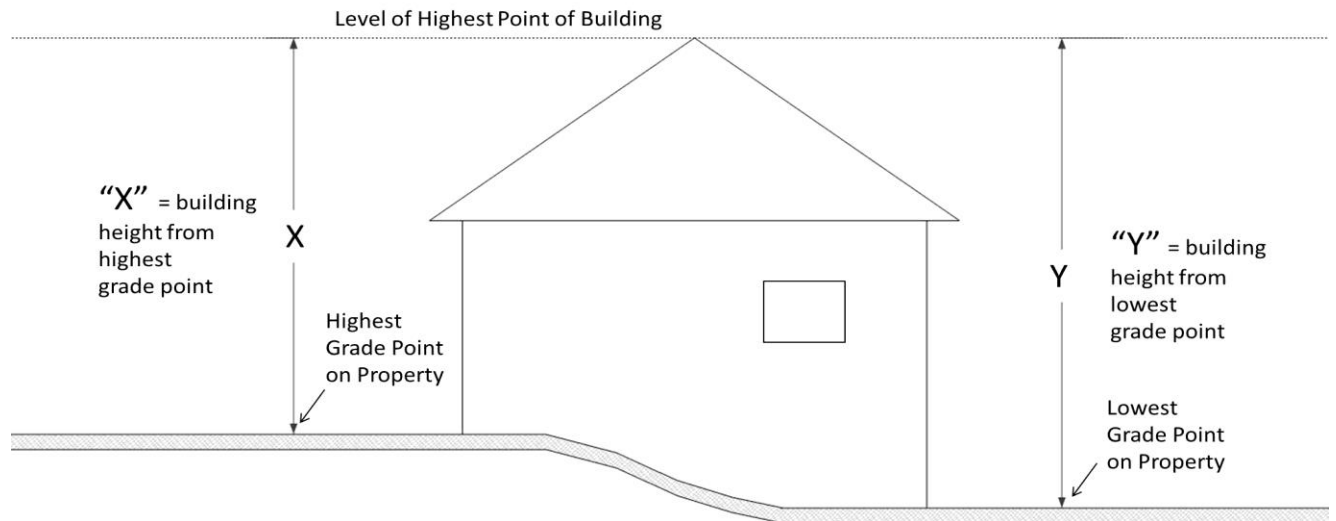 Level of Highest Point of Building
“X” = building
height from
highest
grade point
X
Highest
Grade Point
on Property
Y
“Y” = building
height from
lowest
grade point
Lowest
Grade Point
on Property